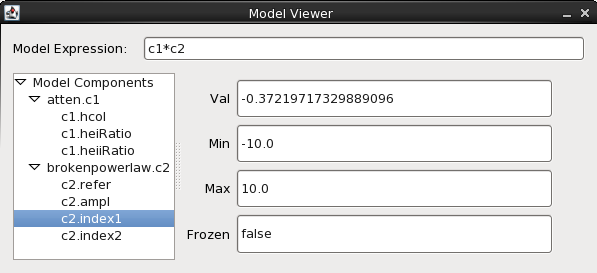 Model Viewer
Model Expression: c1*c2
Model Components
atten.c1
c1.hcol
c1.heiRatio
c1.heiiRatio
brokenpowerlaw.c2
c2.refer
c2.ampl
c2.index1
c2.index2
Val -0.37219717329889096
Min -10.0
Max 10.0
Frozen false